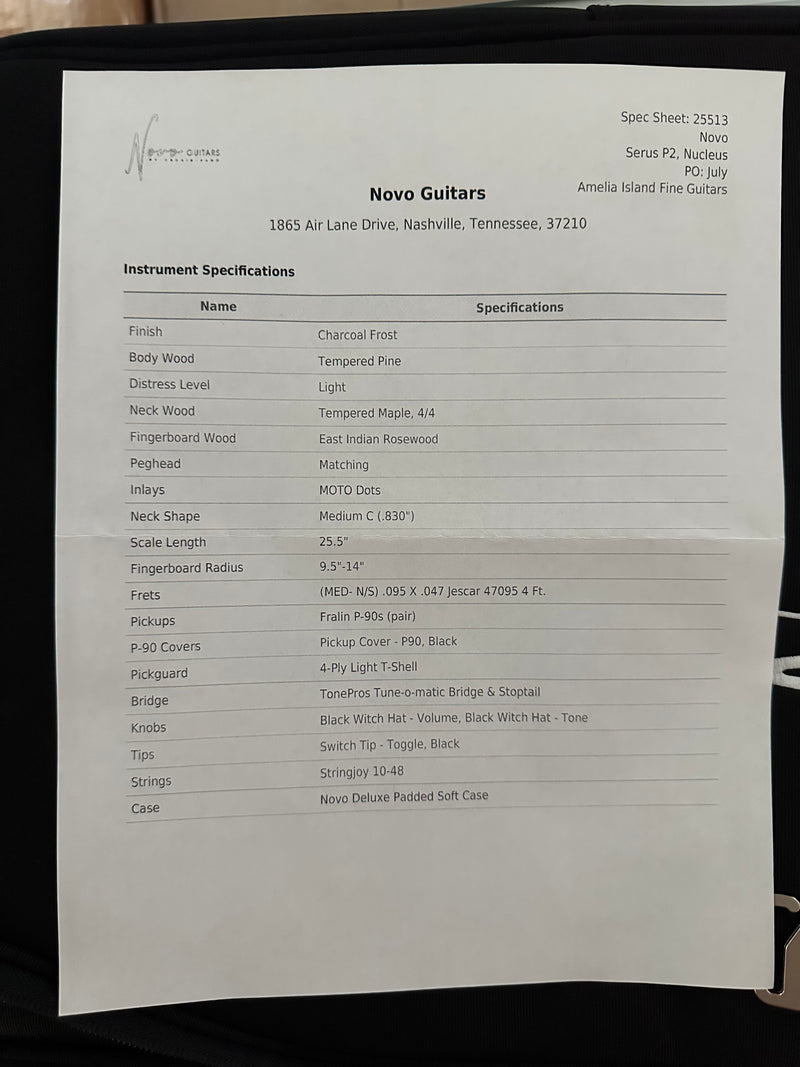 Novo GUITARS
Spec Sheet: 25513
Novo
Serus P2, Nucleus
PO: July
Amelia Island Fine Guitars
Novo Guitars
1865 Air Lane Drive, Nashville, Tennessee, 37210
Instrument Specifications
Name Specifications
Finish Charcoal Frost
Body Wood Tempered Pine
Distress Level Light
Neck Wood Tempered Maple, 4/4
Fingerboard Wood East Indian Rosewood
Peghead Matching
Inlays MOTO Dots
Neck Shape Medium C (.830")
Scale Length 25.5"
Fingerboard Radius 9.5"-14"
Frets (MED- N/S) .095 X .047 Jescar 47095 4 Ft.
Pickups Fralin P-90s (pair)
P-90 Covers Pickup Cover - P90, Black
Pickguard 4-Ply Light T-Shell
Bridge TonePros Tune-o-matic Bridge & Stoptail
Knobs Black Witch Hat - Volume, Black Witch Hat - Tone
Tips Switch Tip - Toggle, Black
Strings Stringjoy 10-48
Case Novo Deluxe Padded Soft Case